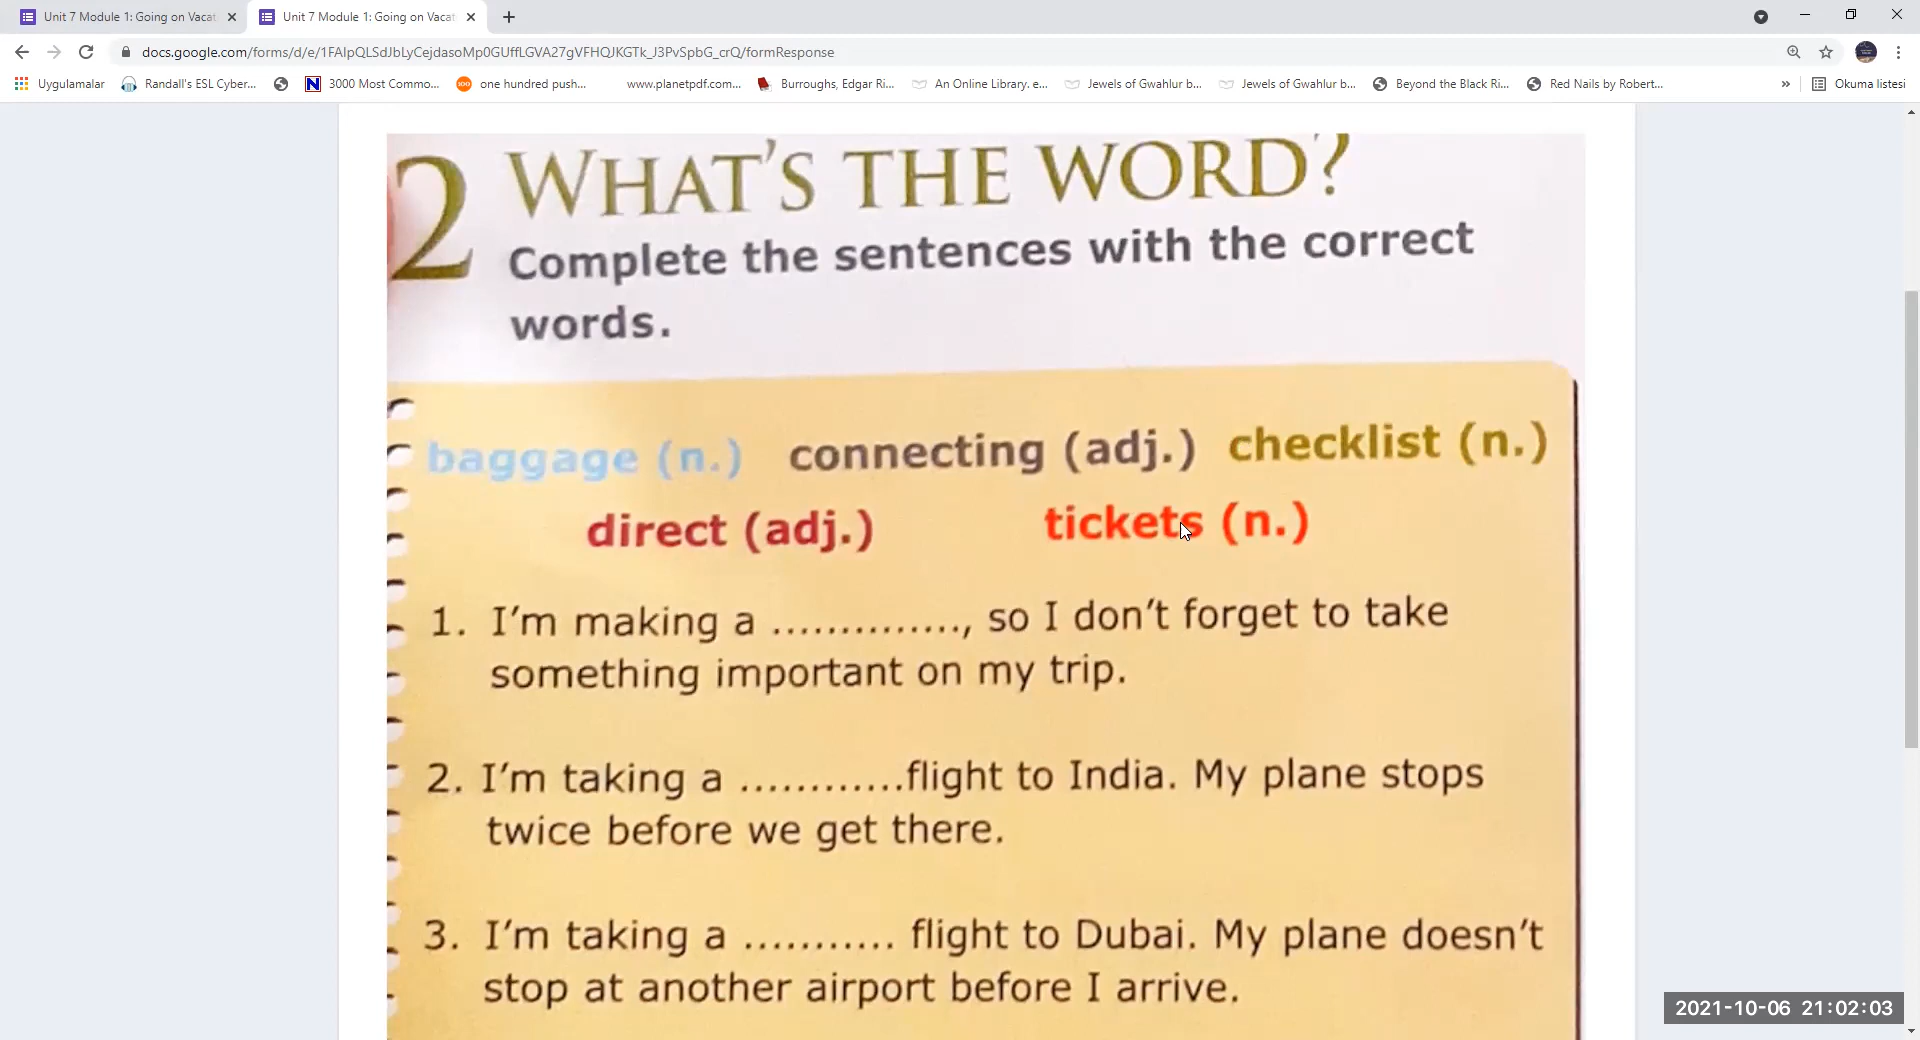 Unit 7 Module 1: Going on Vacat
Unit 7 Module 1: Going on Vacat
docs.google.com/forms/d/e/1FAIpQLSdJbLyCejdasoMp0GUffLGVA27gVFHQJKGTk_J3PvSpbG_crQ/formResponse
Uygulamalar Randall's ESL Cyber... 3000 Most Commo... one hundred push... www.planetpdf.com... Burroughs, Edgar Ri... An Online Library. e... Jewels of Gwahlur b... Jewels of Gwahlur b... Beyond the Black Ri... Red Nails by Robert... » Okuma listesi
2 WHAT'S THE WORD?
Complete the sentences with the correct
words.
baggage (n.) connecting (adj.) checklist (n.)
direct (adj.) tickets (n.)
1. I'm making a .............., so I don't forget to take
something important on my trip.
2. I'm taking a ............flight to India. My plane stops
twice before we get there.
3. I'm taking a ........... flight to Dubai. My plane doesn't
stop at another airport before I arrive.
2021-10-06 21:02:03